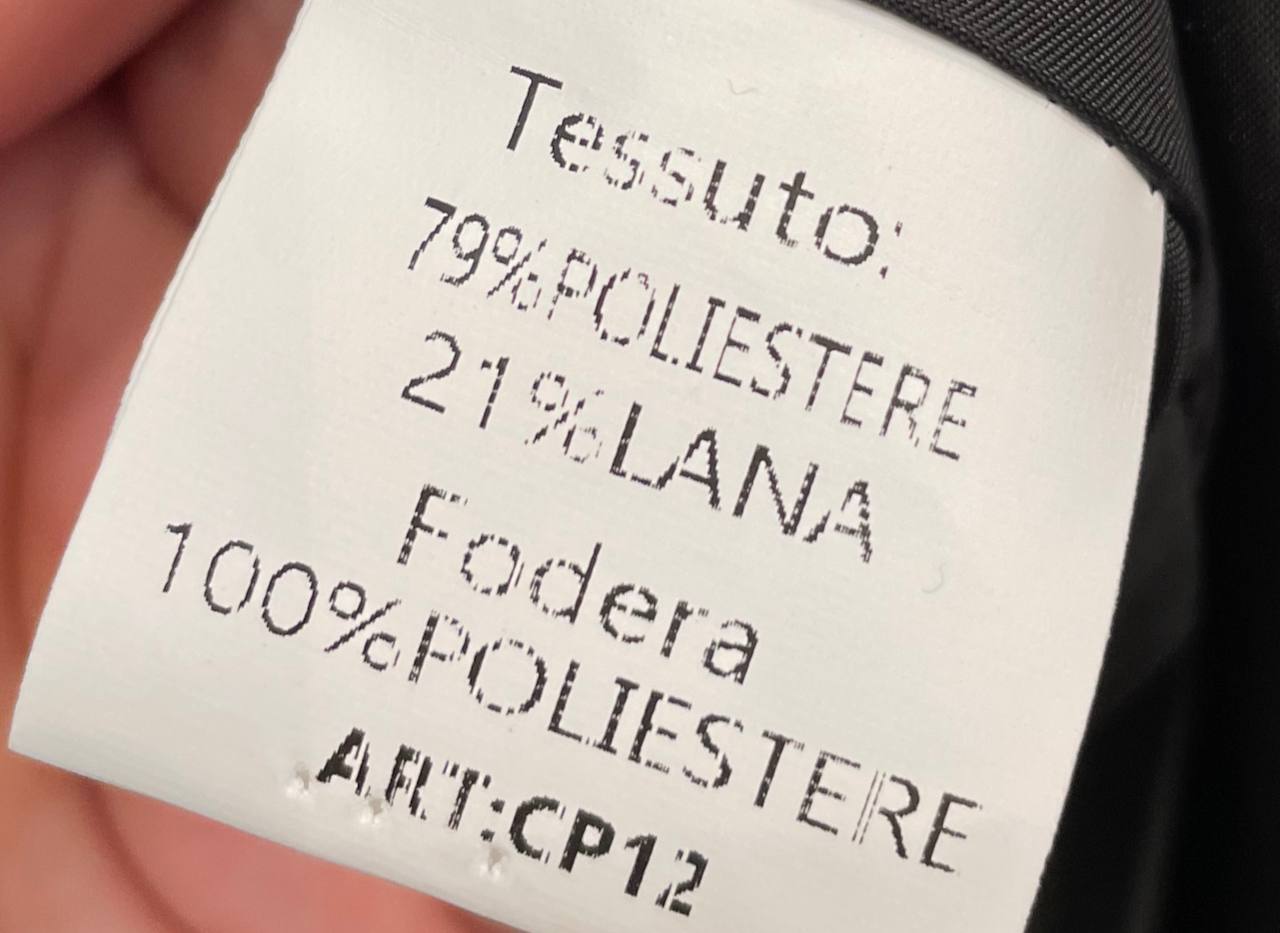 Tessuto:
79%POLIESTERE
21%LANA
Fodera
100%POLIESTERE
ART:CP12